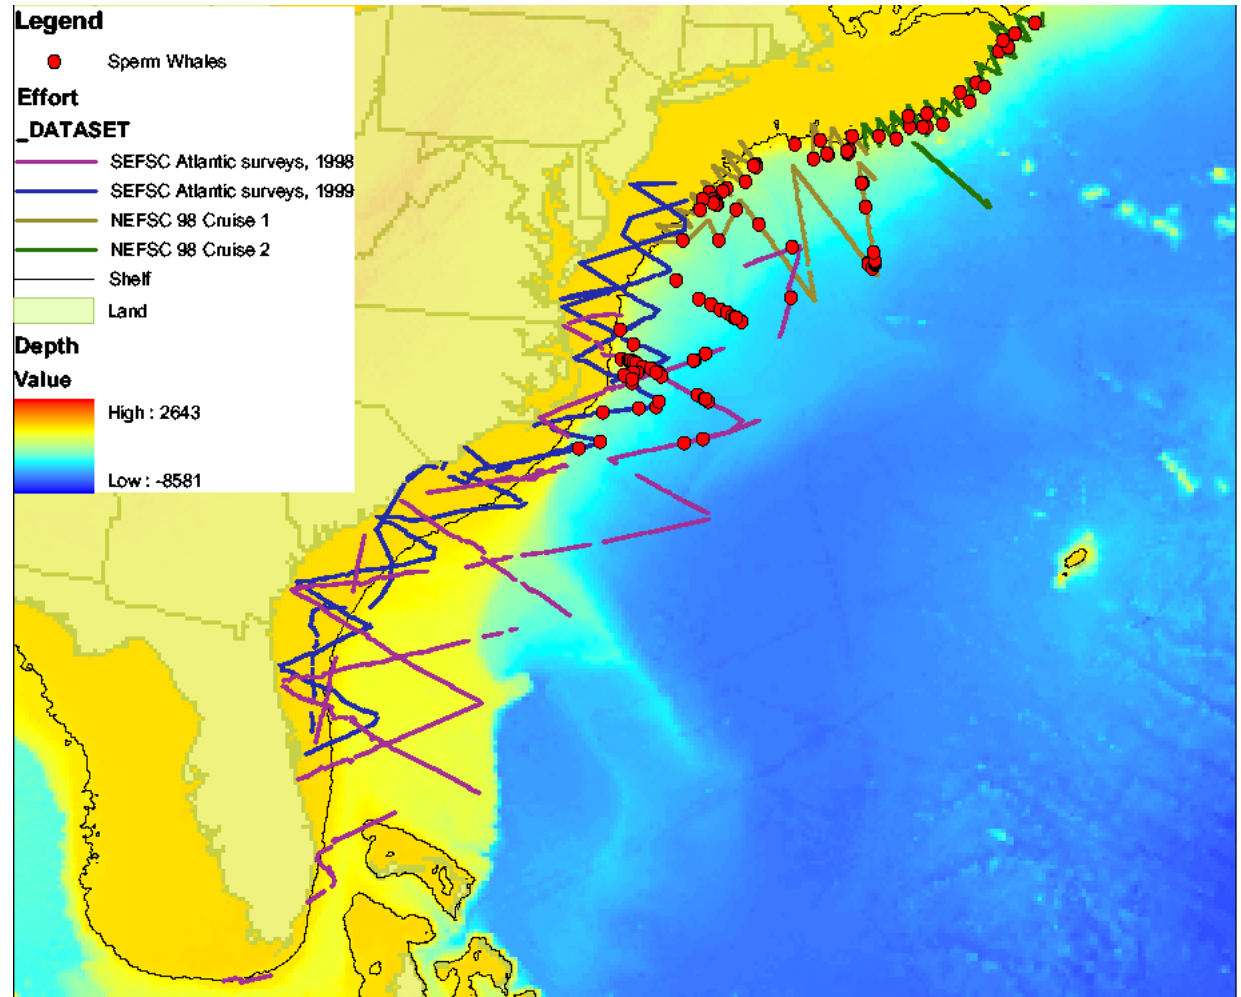 Legend
Sperm Whales
Effort
_DATASET
SEFSC Atlantic surveys, 1998
SEFSC Atlantic surveys, 1999
NEFSC 98 Cruise 1
NEFSC 98 Cruise 2
Shelf
Land
Depth
Value
High : 2643
Low : -8581